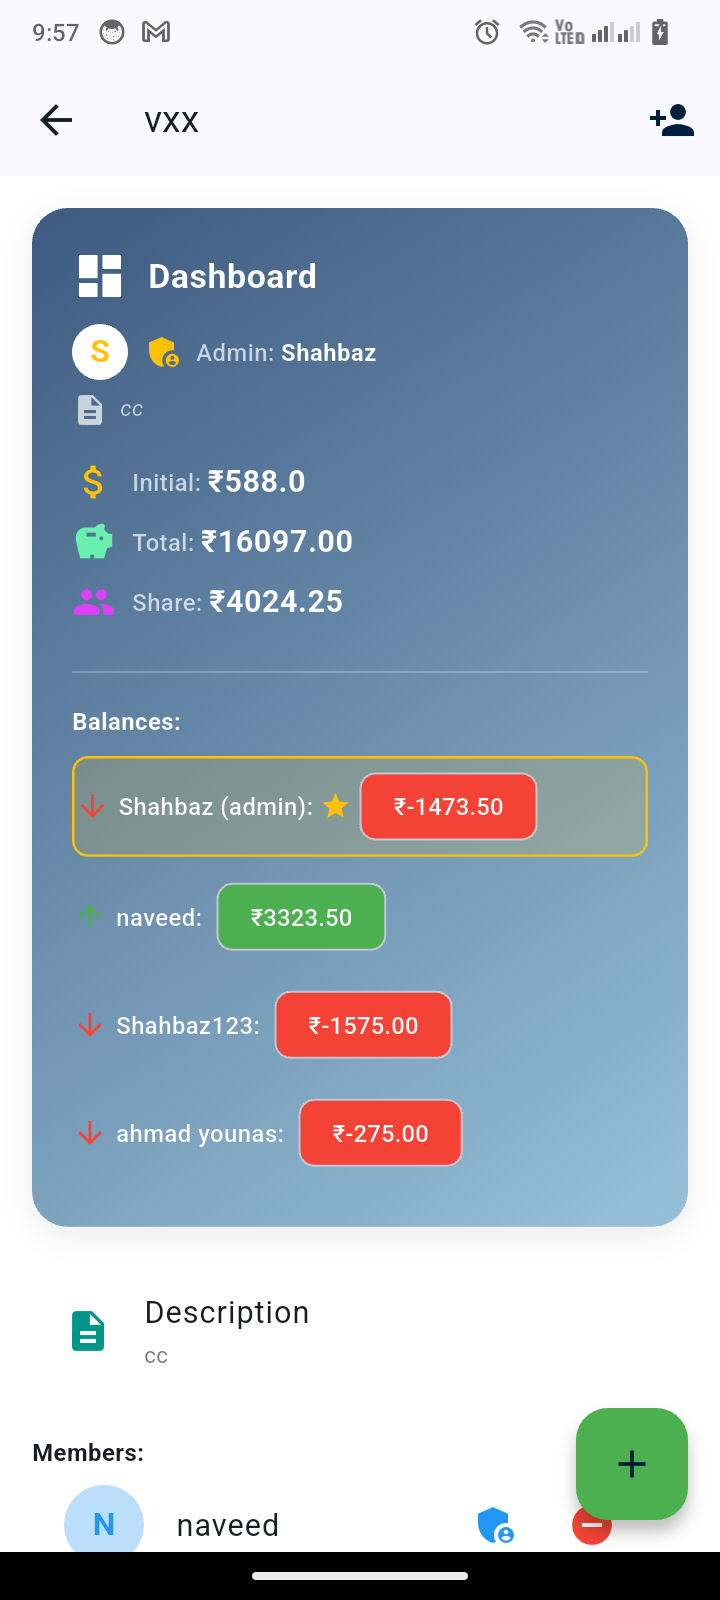 9:57
Vo
LTE D
vxx
Dashboard
S
Admin: Shahbaz
cc
Initial: ₹588.0
Total: ₹16097.00
Share: ₹4024.25
Balances:
Shahbaz (admin): ₹-1473.50
naveed: ₹3323.50
Shahbaz123: ₹-1575.00
ahmad younas: ₹-275.00
Description
cc
Members:
N naveed